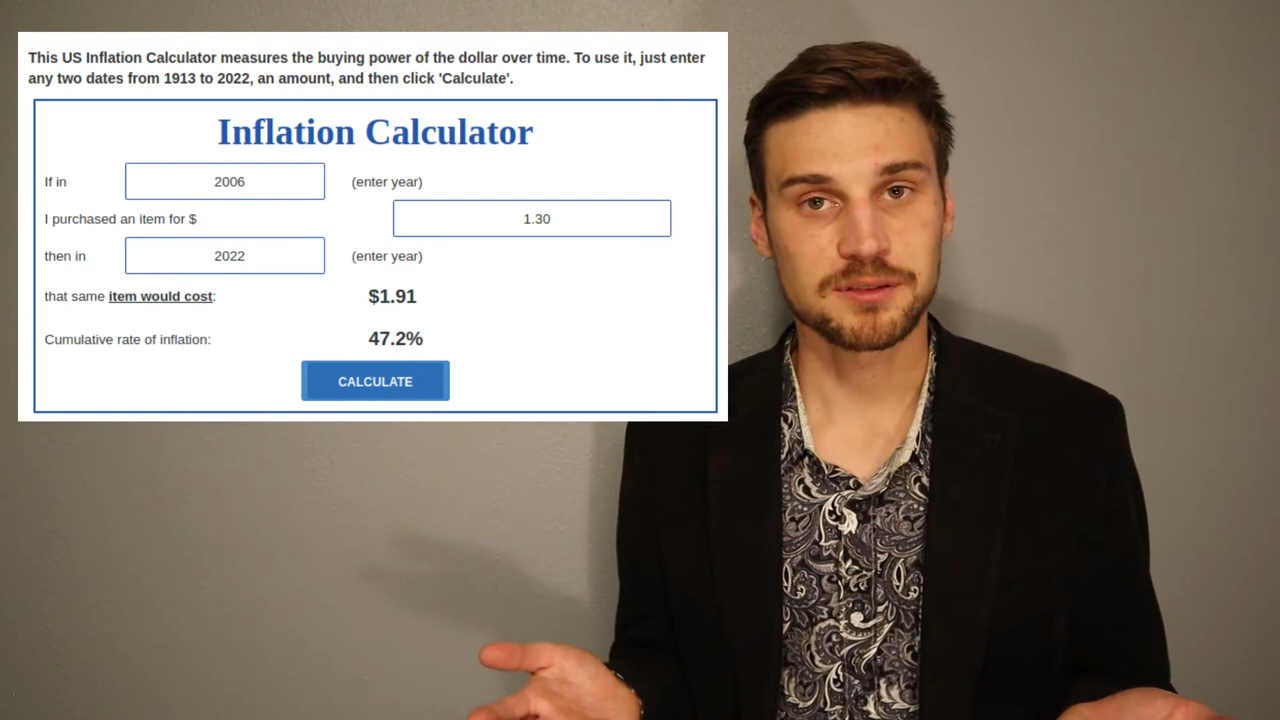 This US Inflation Calculator measures the buying power of the dollar over time. To use it, just enter
any two dates from 1913 to 2022, an amount, and then click 'Calculate'.
Inflation Calculator
If in 2006 (enter year)
I purchased an item for $ 1.30
then in 2022 (enter year)
that same item would cost: $1.91
Cumulative rate of inflation: 47.2%
CALCULATE